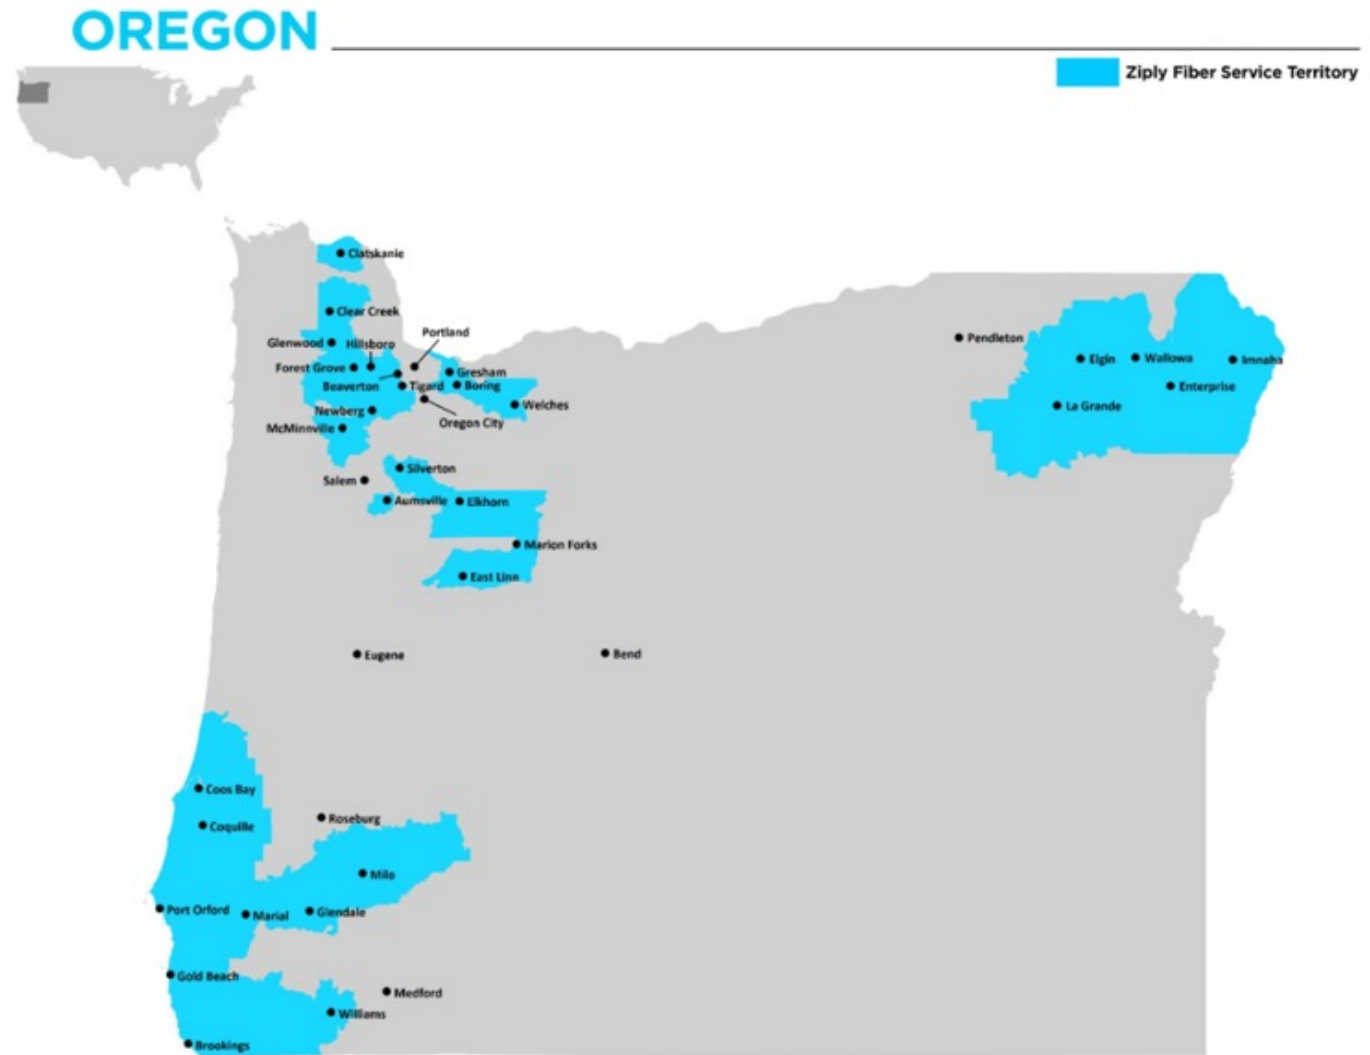 OREGON
Ziply Fiber Service Territory
Clatskanie
Clear Creek
Portland
Glenwood
Hillsboro
Pendleton
Forest Grove
Gresham
Elgin
Wallowa
Imnaha
Beaverton
Tigard
Boring
Enterprise
Newberg
Welches
La Grande
Oregon City
McMinnville
Silverton
Salem
Aumsville
Elkhorn
Marion Forks
East Linn
Eugene
Bend
Coos Bay
Roseburg
Coquille
Milo
Port Orford
Marial
Glendale
Gold Beach
Medford
Williams
Brookings